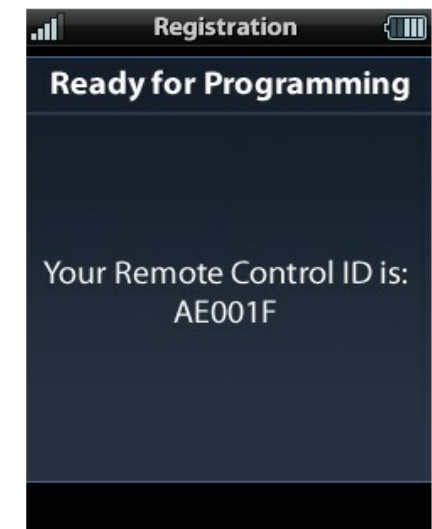 Registration
Ready for Programming
Your Remote Control ID is:
AE001F